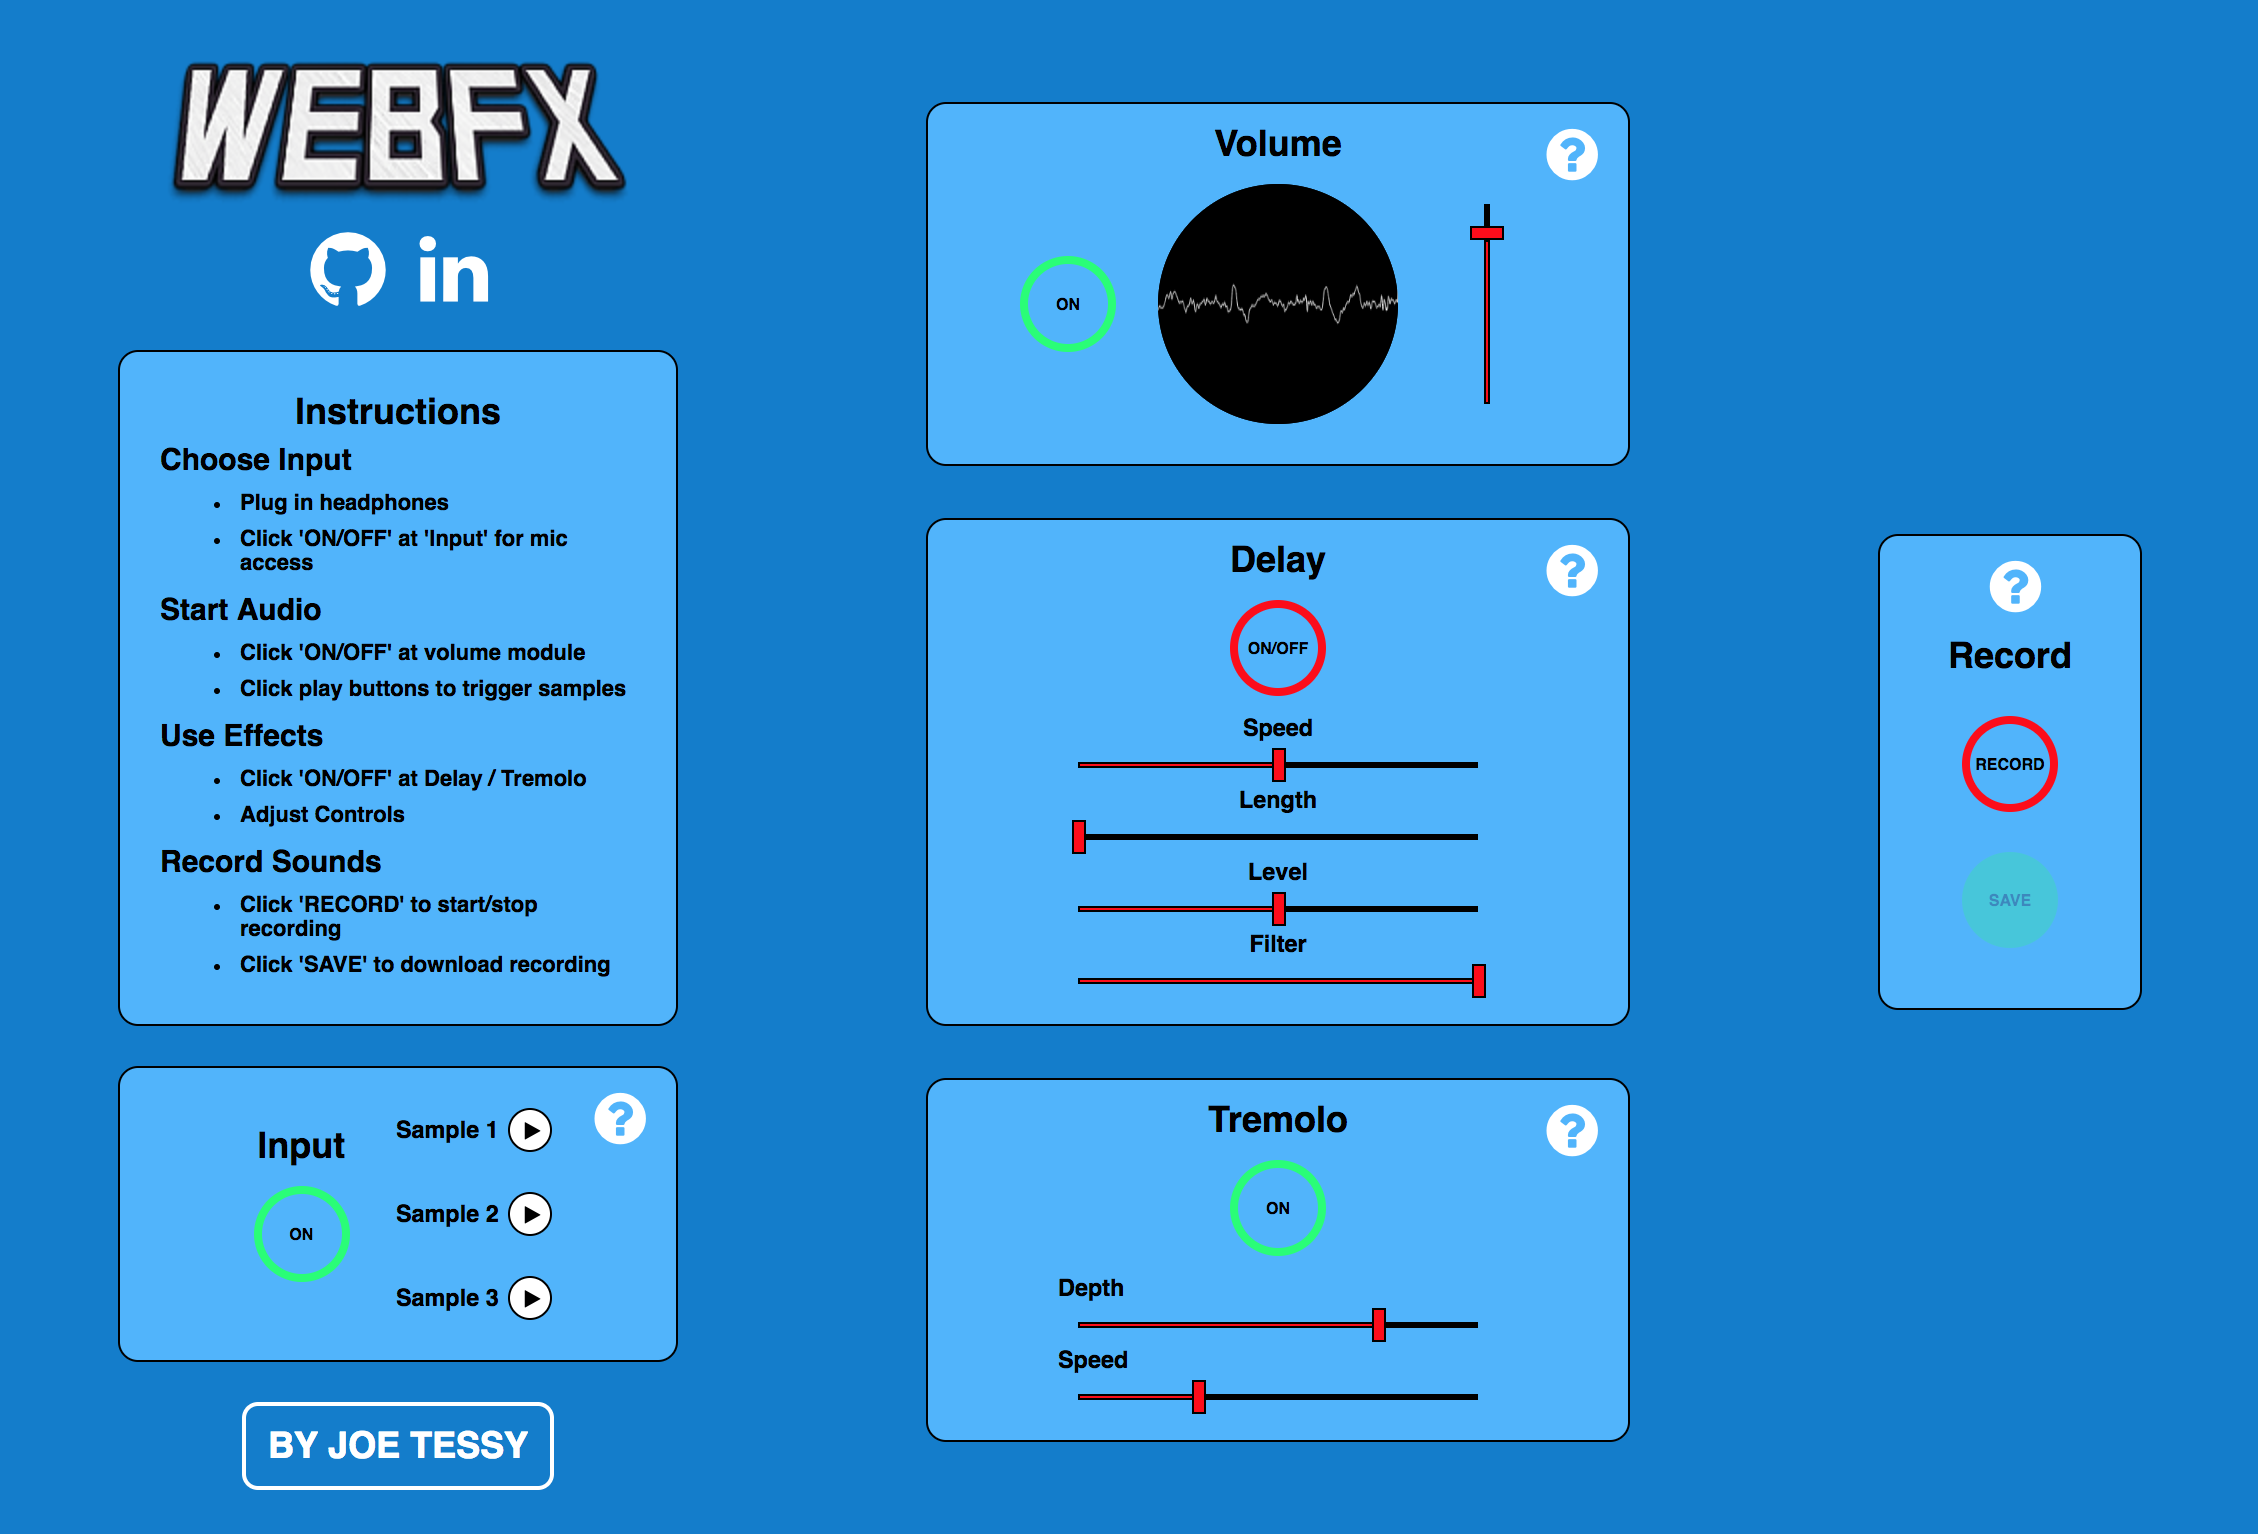 WEBFX
in
Instructions
Choose Input
• Plug in headphones
• Click 'ON/OFF' at 'Input' for mic
access
Start Audio
• Click 'ON/OFF' at volume module
• Click play buttons to trigger samples
Use Effects
• Click 'ON/OFF' at Delay / Tremolo
• Adjust Controls
Record Sounds
• Click 'RECORD' to start/stop
recording
• Click 'SAVE' to download recording
Input
ON
Sample 1
Sample 2
Sample 3
?
BY JOE TESSY
Volume
?
ON
Delay
?
ON/OFF
Speed
Length
Level
Filter
Tremolo
?
ON
Depth
Speed
?
Record
RECORD
SAVE